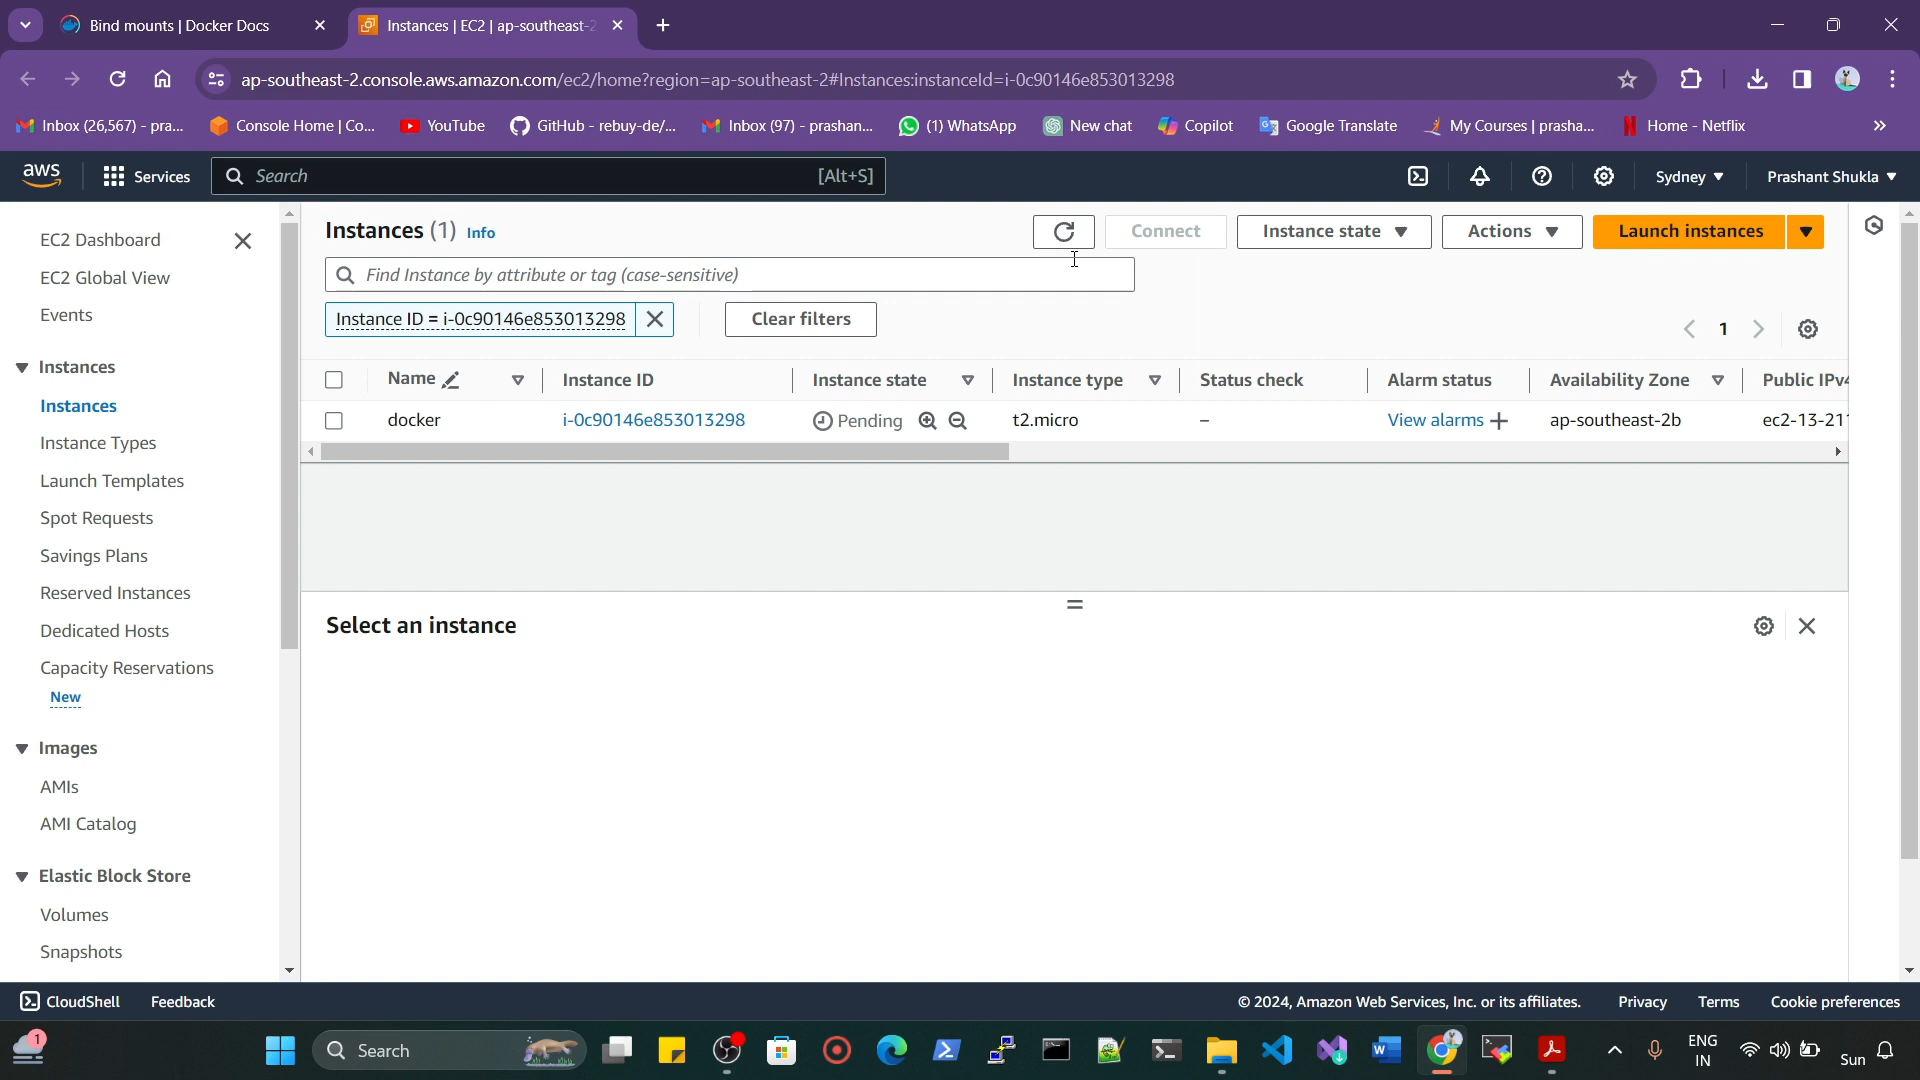 Bind mounts | Docker Docs
Instances | EC2 | ap-southeast-2
ap-southeast-2.console.aws.amazon.com/ec2/home?region=ap-southeast-2#Instances:instanceId=i-0c90146e853013298
Inbox (26,567) - pra...
Console Home | Co...
YouTube
GitHub - rebuy-de/...
Inbox (97) - prashan...
(1) WhatsApp
New chat
Copilot
Google Translate
My Courses | prasha...
Home - Netflix
aws
Services
Search
[Alt+S]
Sydney
Prashant Shukla
EC2 Dashboard
EC2 Global View
Events
Instances
Instances
Instance Types
Launch Templates
Spot Requests
Savings Plans
Reserved Instances
Dedicated Hosts
Capacity Reservations
New
Images
AMIs
AMI Catalog
Elastic Block Store
Volumes
Snapshots
Instances (1) Info
Connect
Instance state
Actions
Launch instances
Find Instance by attribute or tag (case-sensitive)
Instance ID = i-0c90146e853013298
Clear filters
1
Name
Instance ID
Instance state
Instance type
Status check
Alarm status
Availability Zone
Public IPv4
docker
i-0c90146e853013298
Pending
t2.micro
–
View alarms
ap-southeast-2b
ec2-13-211
Select an instance
CloudShell
Feedback
© 2024, Amazon Web Services, Inc. or its affiliates.
Privacy
Terms
Cookie preferences
1
Search
ENG
IN
Sun